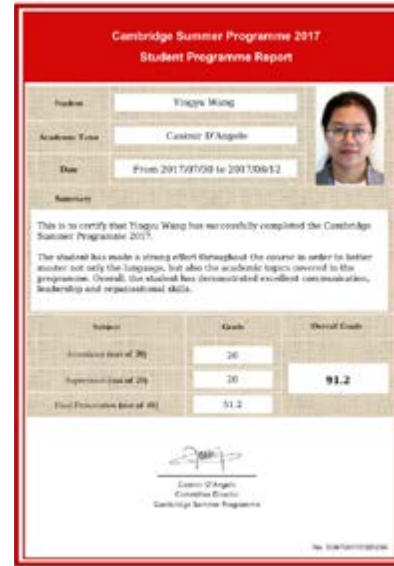 Cambridge Summer Programme 2017
Student Programme Report
Student
Yingyu Wang
Academic Tutor
Casimir D'Angelo
Date
From 2017/07/30 to 2017/08/12
Summary
This is to certify that Yingyu Wang has successfully completed the Cambridge
Summer Programme 2017.
The student has made a strong effort throughout the course in order to better
master not only the language, but also the academic topics covered in the
programme. Overall, the student has demonstrated excellent communication,
leadership and organizational skills.
Subject Grade Overall Grade
(out of 20) 20
(out of 20) 20
91.2
Final Presentation (out of 60) 51.2
Casimir D'Angelo
Committee Director
Cambridge Summer Programme
No.